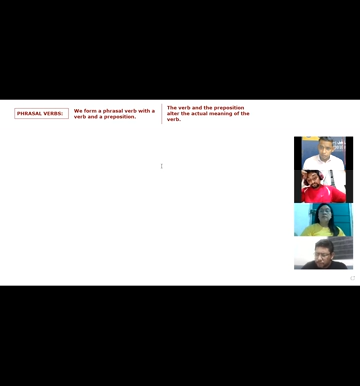 PHRASAL VERBS:
We form a phrasal verb with a
verb and a preposition.
The verb and the preposition
alter the actual meaning of the
verb.
47